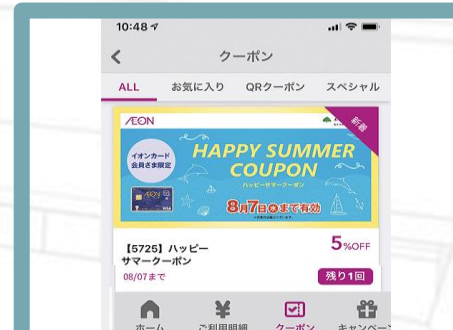 10:48
クーポン
ALL お気に入り QRクーポン スペシャル
ÆON
新着
イオンカード
会員さま限定
HAPPY SUMMER
COUPON
ハッピーサマークーポン
8月7日㊌まで有効
【5725】ハッピー
サマークーポン
5%OFF
08/07まで
残り1回
ホーム ご利用明細 クーポン キャンペーン